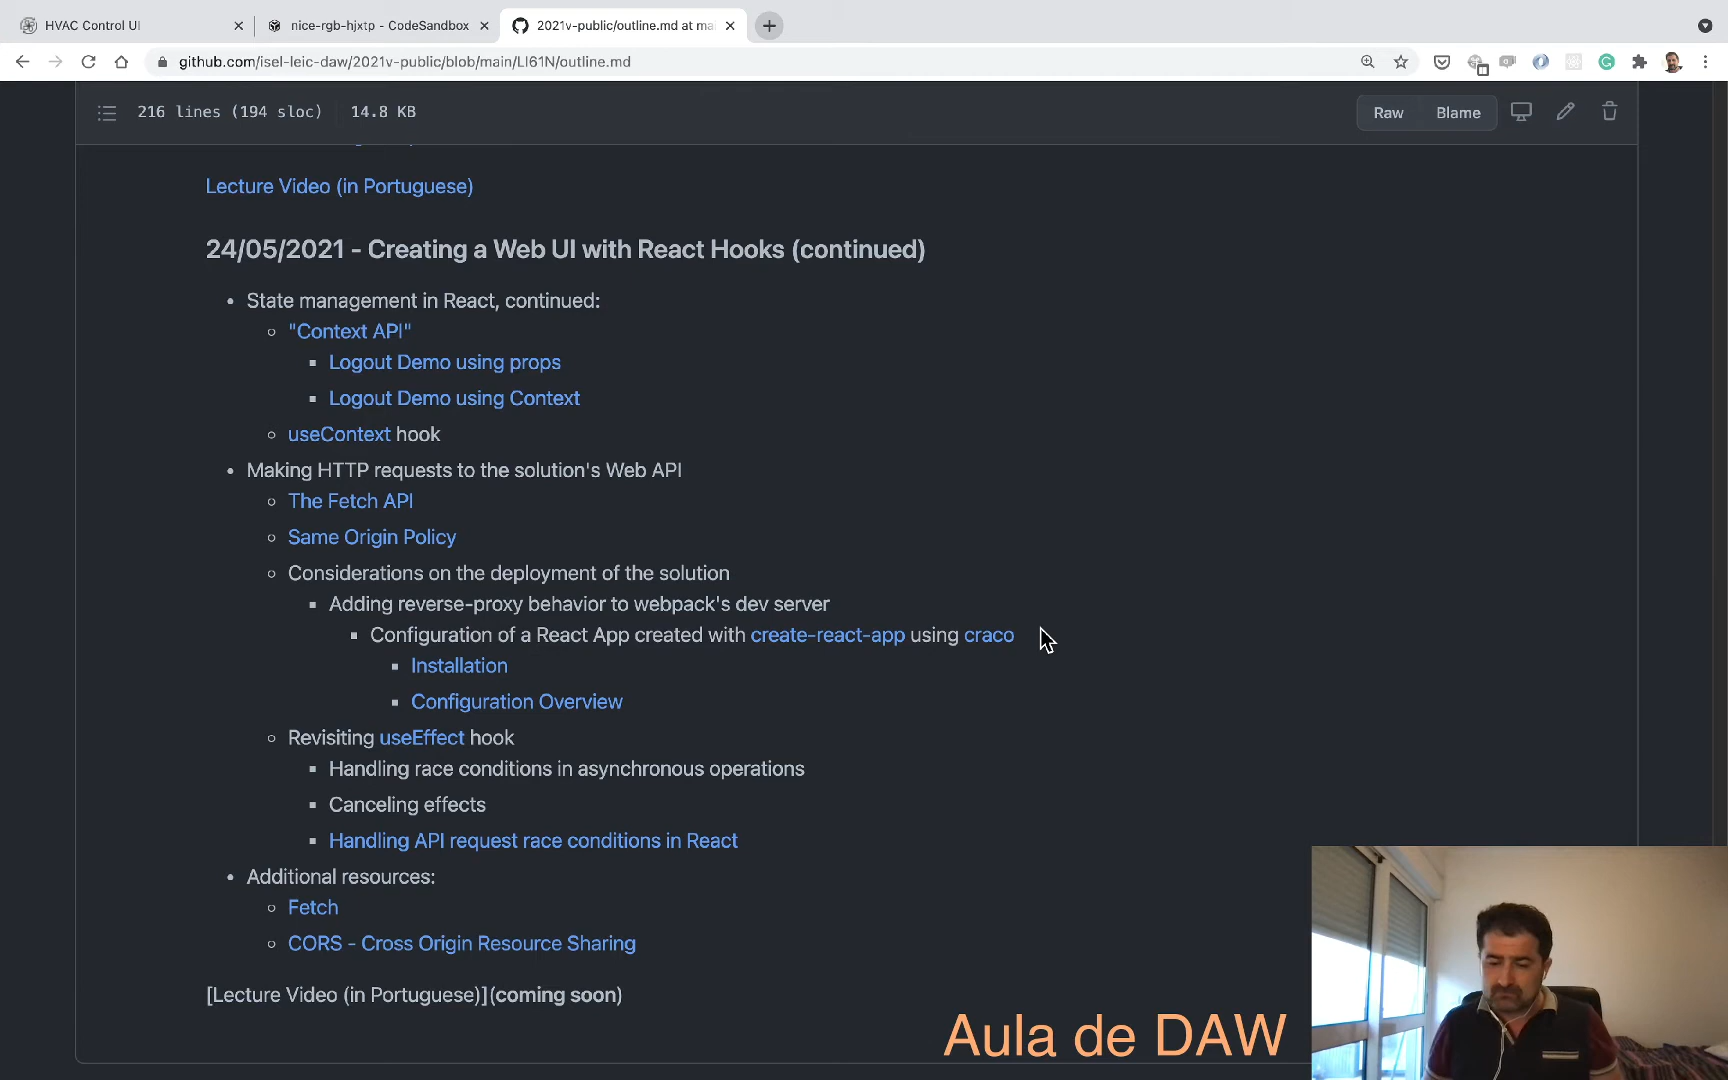 HVAC Control UI
nice-rgb-hjxtp - CodeSandbox
2021v-public/outline.md at ma
github.com/isel-leic-daw/2021v-public/blob/main/LI61N/outline.md
216 lines (194 sloc) 14.8 KB
Raw Blame
Lecture Video (in Portuguese)
24/05/2021 - Creating a Web UI with React Hooks (continued)
State management in React, continued:
"Context API"
Logout Demo using props
Logout Demo using Context
useContext hook
Making HTTP requests to the solution's Web API
The Fetch API
Same Origin Policy
Considerations on the deployment of the solution
Adding reverse-proxy behavior to webpack's dev server
Configuration of a React App created with create-react-app using craco
Installation
Configuration Overview
Revisiting useEffect hook
Handling race conditions in asynchronous operations
Canceling effects
Handling API request race conditions in React
Additional resources:
Fetch
CORS - Cross Origin Resource Sharing
[Lecture Video (in Portuguese)](coming soon)
Aula de DAW